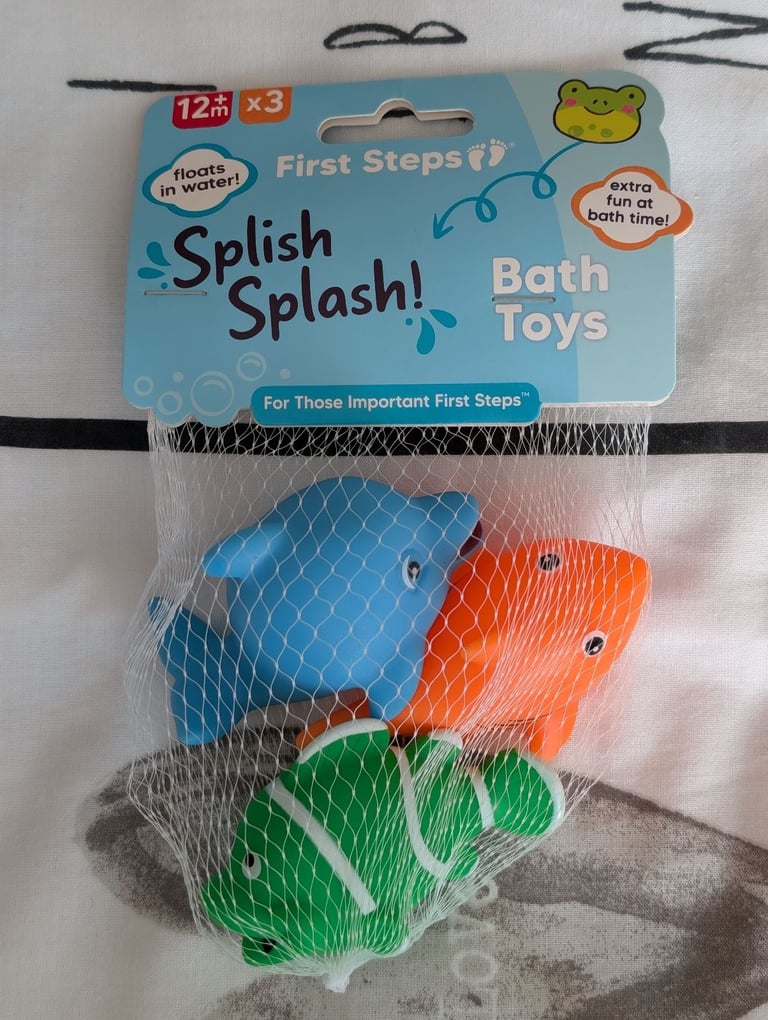 12+m
x3
floats
in water!
First Steps
extra
fun at
bath time!
Splish
Splash!
Bath
Toys
For Those Important First Steps™